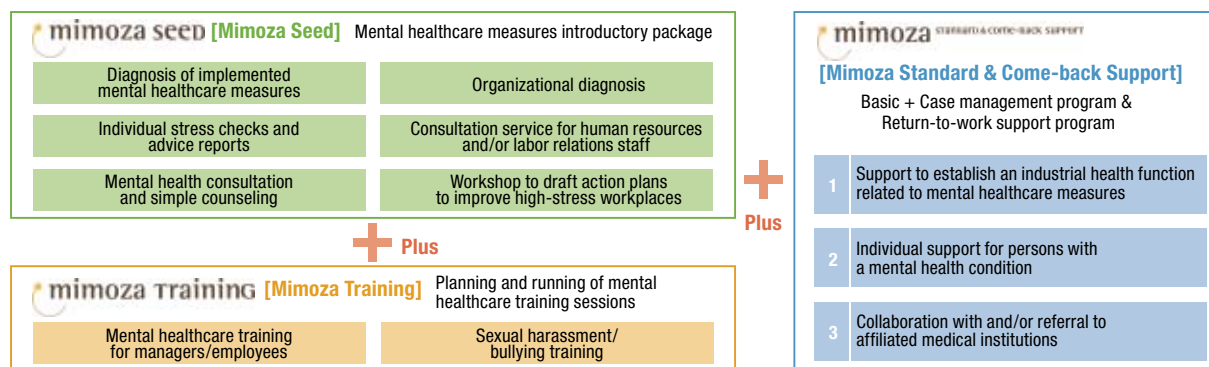 mimoza seed [Mimoza Seed] Mental healthcare measures introductory package
Diagnosis of implemented
mental healthcare measures
Organizational diagnosis
Individual stress checks and
advice reports
Consultation service for human resources
and/or labor relations staff
Mental health consultation
and simple counseling
Workshop to draft action plans
to improve high-stress workplaces
Plus
mimoza Training [Mimoza Training] Planning and running of mental
healthcare training sessions
Mental healthcare training
for managers/employees
Sexual harassment/
bullying training
Plus
mimoza standard & come-back support
[Mimoza Standard & Come-back Support]
Basic + Case management program &
Return-to-work support program
1 Support to establish an industrial health function
related to mental healthcare measures
2 Individual support for persons with
a mental health condition
3 Collaboration with and/or referral to
affiliated medical institutions